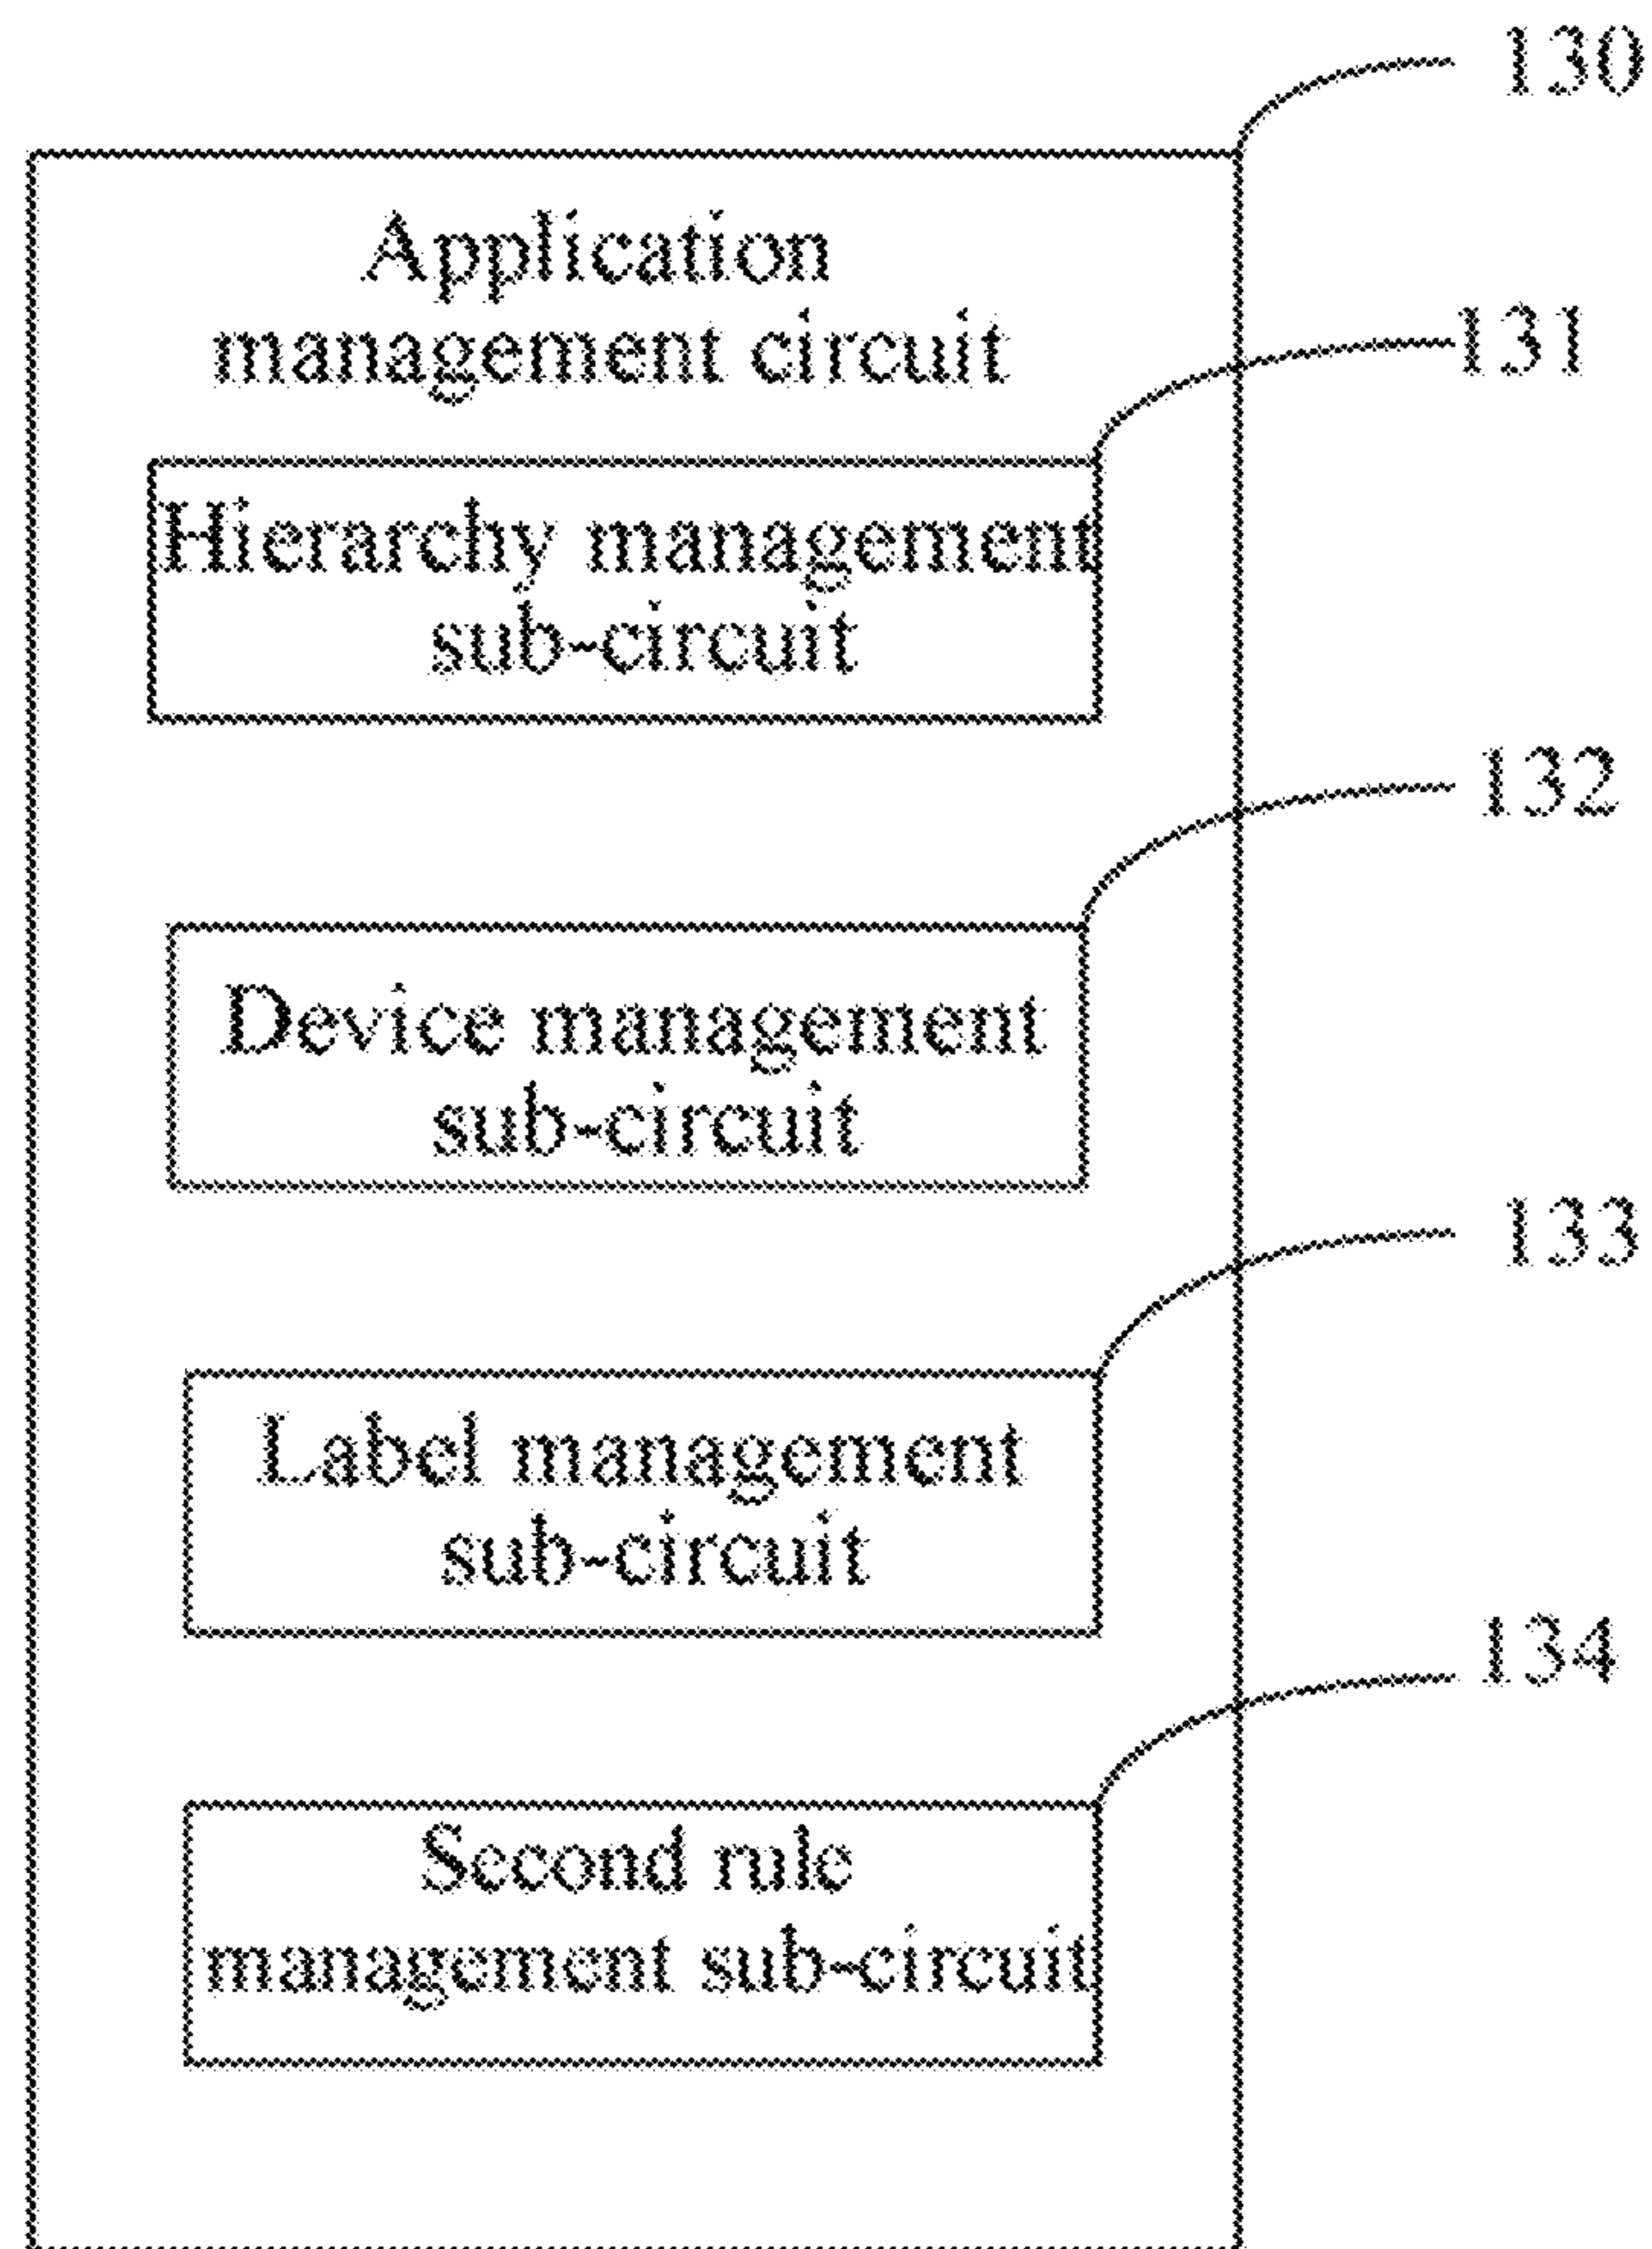 130
Application
management circuit
131
Hierarchy management
sub-circuit
132
Device management
sub-circuit
133
Label management
sub-circuit
134
Second rule
management sub-circuit